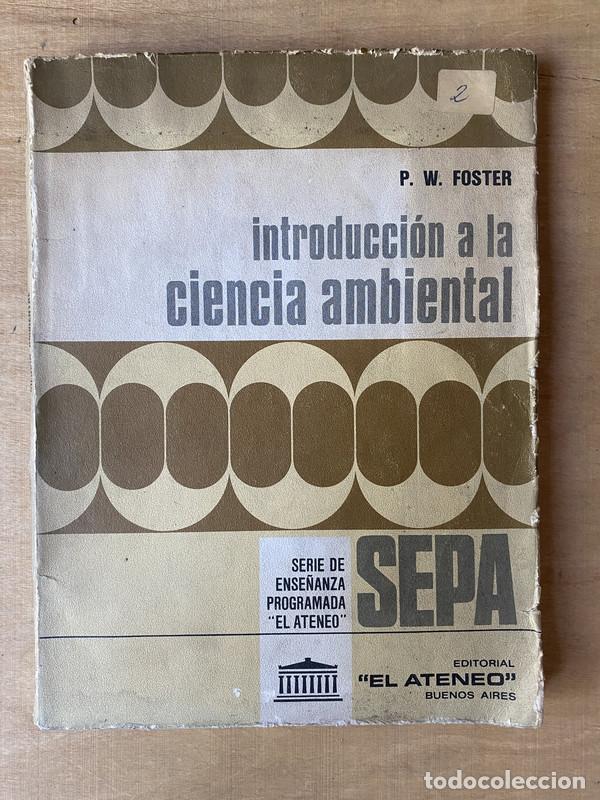 2
P. W. FOSTER
introducción a la
ciencia ambiental
SERIE DE
ENSEÑANZA
PROGRAMADA
"EL ATENEO"
SEPA
EDITORIAL
"EL ATENEO"
BUENOS AIRES
todocoleccion